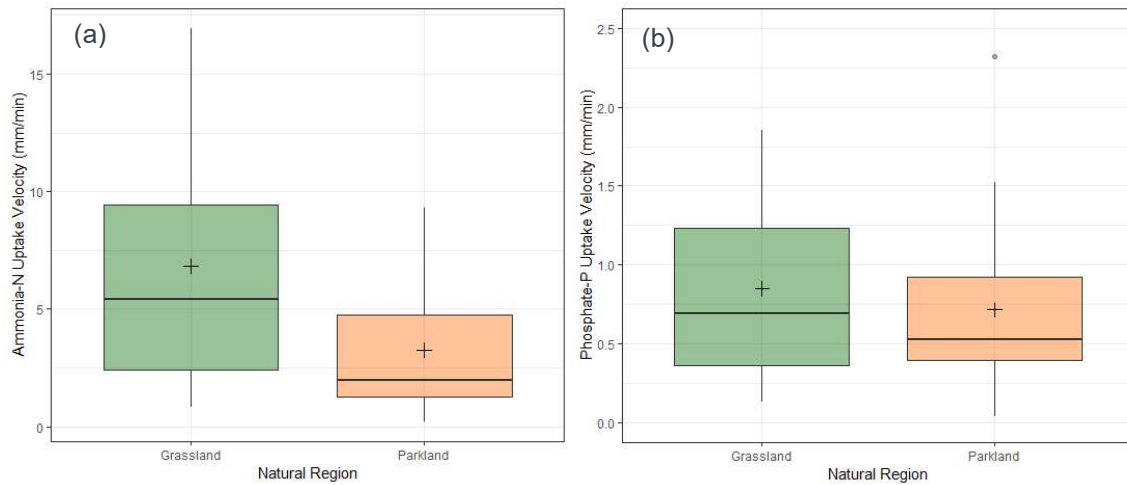 (a)
Ammonia-N Uptake Velocity (mm/min)
15
10
5
0
Grassland
Parkland
Natural Region
(b)
Phosphate-P Uptake Velocity (mm/min)
2.5
2.0
1.5
1.0
0.5
0.0
Grassland
Parkland
Natural Region